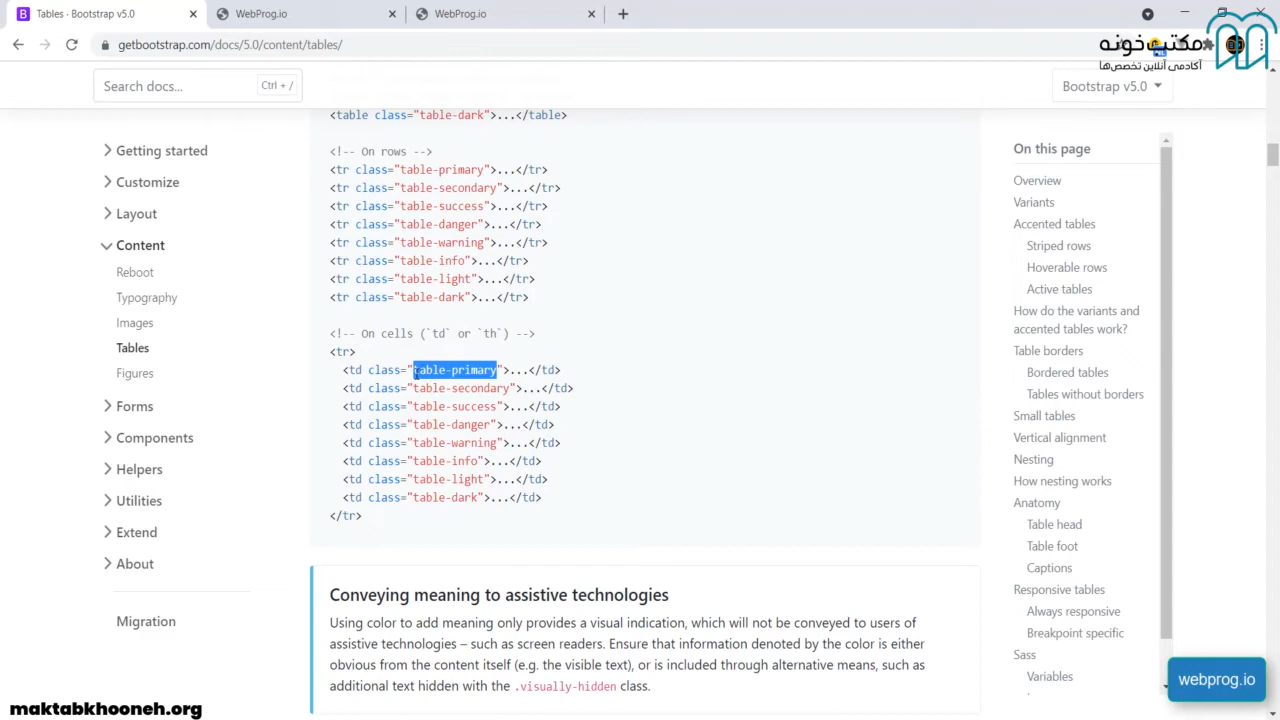 Tables · Bootstrap v5.0
WebProg.io
WebProg.io
getbootstrap.com/docs/5.0/content/tables/
مکتب‌خونه
آکادمی آنلاین تخصص‌ها
Search docs...
Ctrl + /
Bootstrap v5.0
Getting started
Customize
Layout
Content
Reboot
Typography
Images
Tables
Figures
Forms
Components
Helpers
Utilities
Extend
About
Migration
<table class="table-dark">...</table>
<!-- On rows -->
<tr class="table-primary">...</tr>
<tr class="table-secondary">...</tr>
<tr class="table-success">...</tr>
<tr class="table-danger">...</tr>
<tr class="table-warning">...</tr>
<tr class="table-info">...</tr>
<tr class="table-light">...</tr>
<tr class="table-dark">...</tr>
<!-- On cells (`td` or `th`) -->
<tr>
<td class="table-primary">...</td>
<td class="table-secondary">...</td>
<td class="table-success">...</td>
<td class="table-danger">...</td>
<td class="table-warning">...</td>
<td class="table-info">...</td>
<td class="table-light">...</td>
<td class="table-dark">...</td>
</tr>
Conveying meaning to assistive technologies
Using color to add meaning only provides a visual indication, which will not be conveyed to users of
assistive technologies – such as screen readers. Ensure that information denoted by the color is either
obvious from the content itself (e.g. the visible text), or is included through alternative means, such as
additional text hidden with the .visually-hidden class.
On this page
Overview
Variants
Accented tables
Striped rows
Hoverable rows
Active tables
How do the variants and
accented tables work?
Table borders
Bordered tables
Tables without borders
Small tables
Vertical alignment
Nesting
How nesting works
Anatomy
Table head
Table foot
Captions
Responsive tables
Always responsive
Breakpoint specific
Sass
Variables
webprog.io
maktabkhooneh.org